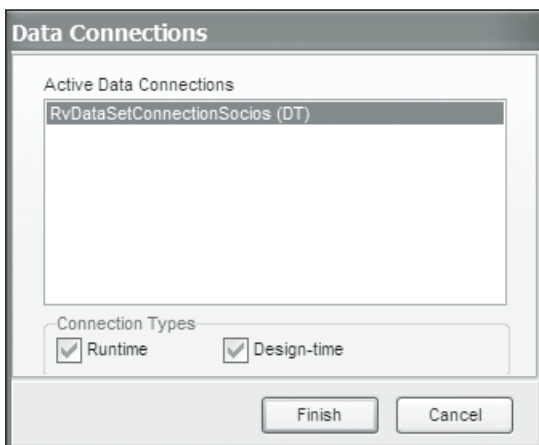 Data Connections
Active Data Connections
RvDataSetConnectionSocios (DT)
Connection Types
Runtime Design-time
Finish Cancel